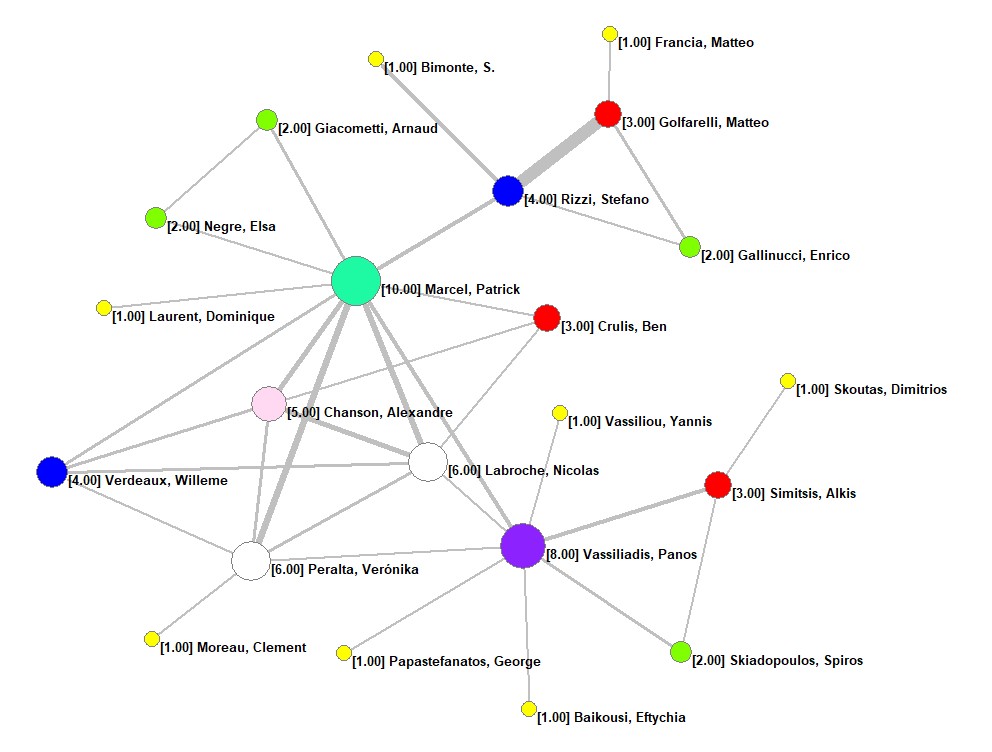 [1.00] Francia, Matteo
[1.00] Bimonte, S.
[3.00] Golfarelli, Matteo
[2.00] Giacometti, Arnaud
[4.00] Rizzi, Stefano
[2.00] Negre, Elsa
[2.00] Gallinucci, Enrico
[10.00] Marcel, Patrick
[1.00] Laurent, Dominique
[3.00] Crulis, Ben
[1.00] Skoutas, Dimitrios
[5.00] Chanson, Alexandre
[1.00] Vassiliou, Yannis
[6.00] Labroche, Nicolas
[4.00] Verdeaux, Willeme
[3.00] Simitsis, Alkis
[8.00] Vassiliadis, Panos
[6.00] Peralta, Verónika
[1.00] Moreau, Clement
[1.00] Papastefanatos, George
[2.00] Skiadopoulos, Spiros
[1.00] Baikousi, Eftychia